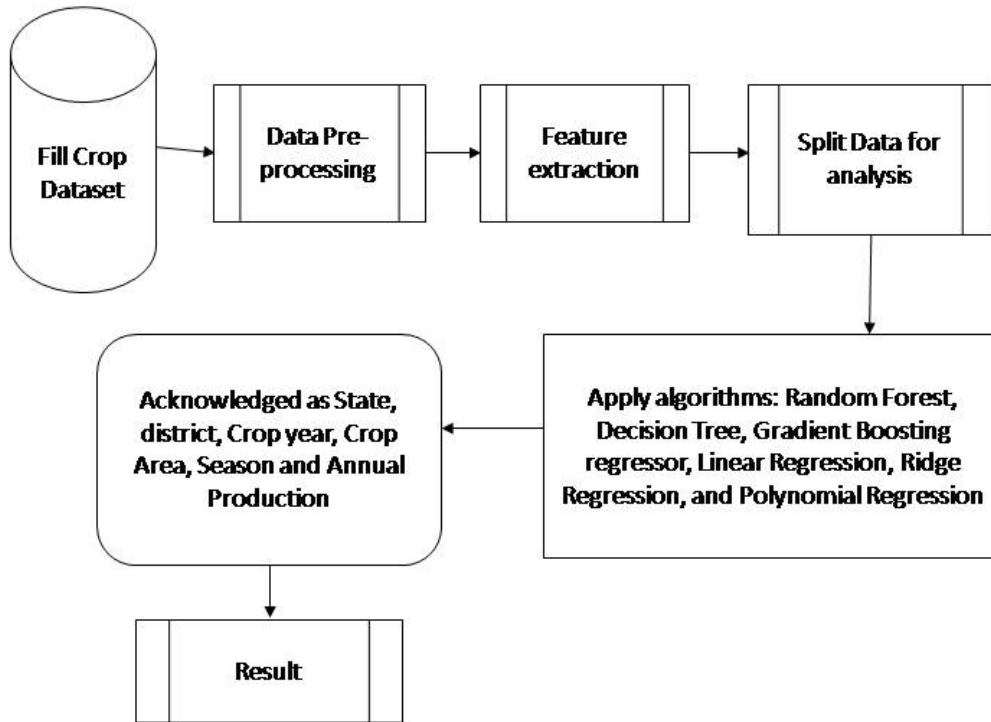 Fill Crop
Dataset
Data Pre-
processing
Feature
extraction
Split Data for
analysis
Apply algorithms: Random Forest,
Decision Tree, Gradient Boosting
regressor, Linear Regression, Ridge
Regression, and Polynomial Regression
Acknowledged as State,
district, Crop year, Crop
Area, Season and Annual
Production
Result